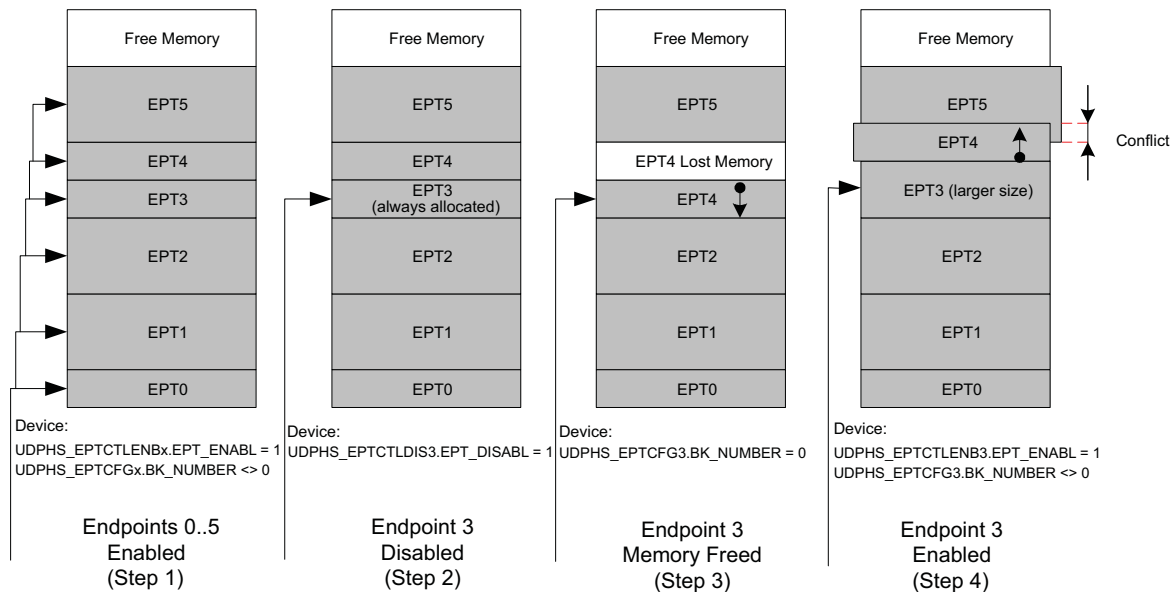 Free Memory
EPT5
EPT4
EPT3
EPT2
EPT1
EPT0
Device:
UDPHS_EPTCTLENBx.EPT_ENABL = 1
UDPHS_EPTCFGx.BK_NUMBER <> 0
Endpoints 0..5
Enabled
(Step 1)
Free Memory
EPT5
EPT4
EPT3
(always allocated)
EPT2
EPT1
EPT0
Device:
UDPHS_EPTCTLDIS3.EPT_DISABL = 1
Endpoint 3
Disabled
(Step 2)
Free Memory
EPT5
EPT4 Lost Memory
EPT4
EPT2
EPT1
EPT0
Device:
UDPHS_EPTCFG3.BK_NUMBER = 0
Endpoint 3
Memory Freed
(Step 3)
Free Memory
EPT5
EPT4
Conflict
EPT3 (larger size)
EPT2
EPT1
EPT0
Device:
UDPHS_EPTCTLENB3.EPT_ENABL = 1
UDPHS_EPTCFG3.BK_NUMBER <> 0
Endpoint 3
Enabled
(Step 4)